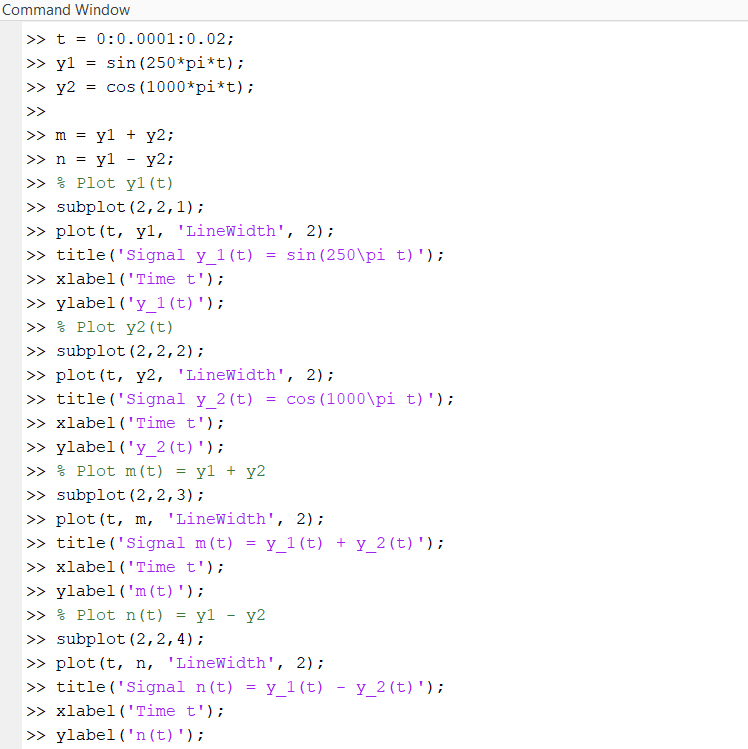 Command Window
>> t = 0:0.0001:0.02;
>> y1 = sin(250*pi*t);
>> y2 = cos(1000*pi*t);
>>
>> m = y1 + y2;
>> n = y1 - y2;
>> % Plot y1(t)
>> subplot(2,2,1);
>> plot(t, y1, 'LineWidth', 2);
>> title('Signal y_1(t) = sin(250\pi t)');
>> xlabel('Time t');
>> ylabel('y_1(t)');
>> % Plot y2(t)
>> subplot(2,2,2);
>> plot(t, y2, 'LineWidth', 2);
>> title('Signal y_2(t) = cos(1000\pi t)');
>> xlabel('Time t');
>> ylabel('y_2(t)');
>> % Plot m(t) = y1 + y2
>> subplot(2,2,3);
>> plot(t, m, 'LineWidth', 2);
>> title('Signal m(t) = y_1(t) + y_2(t)');
>> xlabel('Time t');
>> ylabel('m(t)');
>> % Plot n(t) = y1 - y2
>> subplot(2,2,4);
>> plot(t, n, 'LineWidth', 2);
>> title('Signal n(t) = y_1(t) - y_2(t)');
>> xlabel('Time t');
>> ylabel('n(t)');